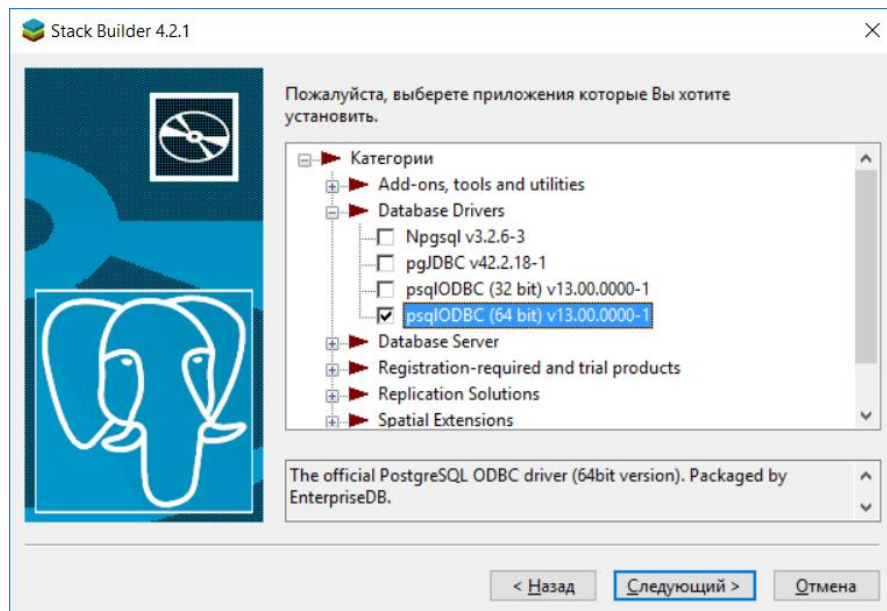 Stack Builder 4.2.1
Пожалуйста, выберете приложения которые Вы хотите
установить.
Категории
Add-ons, tools and utilities
Database Drivers
Npgsql v3.2.6-3
pgJDBC v42.2.18-1
psqlODBC (32 bit) v13.00.0000-1
psqlODBC (64 bit) v13.00.0000-1
Database Server
Registration-required and trial products
Replication Solutions
Spatial Extensions
The official PostgreSQL ODBC driver (64bit version). Packaged by
EnterpriseDB.
< Назад Следующий > Отмена